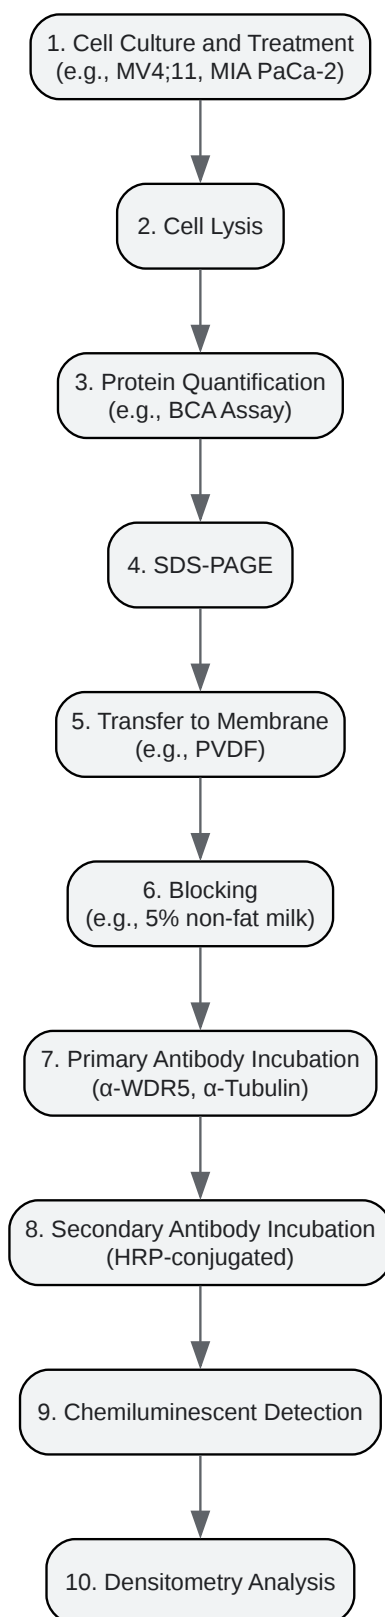 1. Cell Culture and Treatment
(e.g., MV4;11, MIA PaCa-2)
2. Cell Lysis
3. Protein Quantification
(e.g., BCA Assay)
4. SDS-PAGE
5. Transfer to Membrane
(e.g., PVDF)
6. Blocking
(e.g., 5% non-fat milk)
7. Primary Antibody Incubation
(α-WDR5, α-Tubulin)
8. Secondary Antibody Incubation
(HRP-conjugated)
9. Chemiluminescent Detection
10. Densitometry Analysis